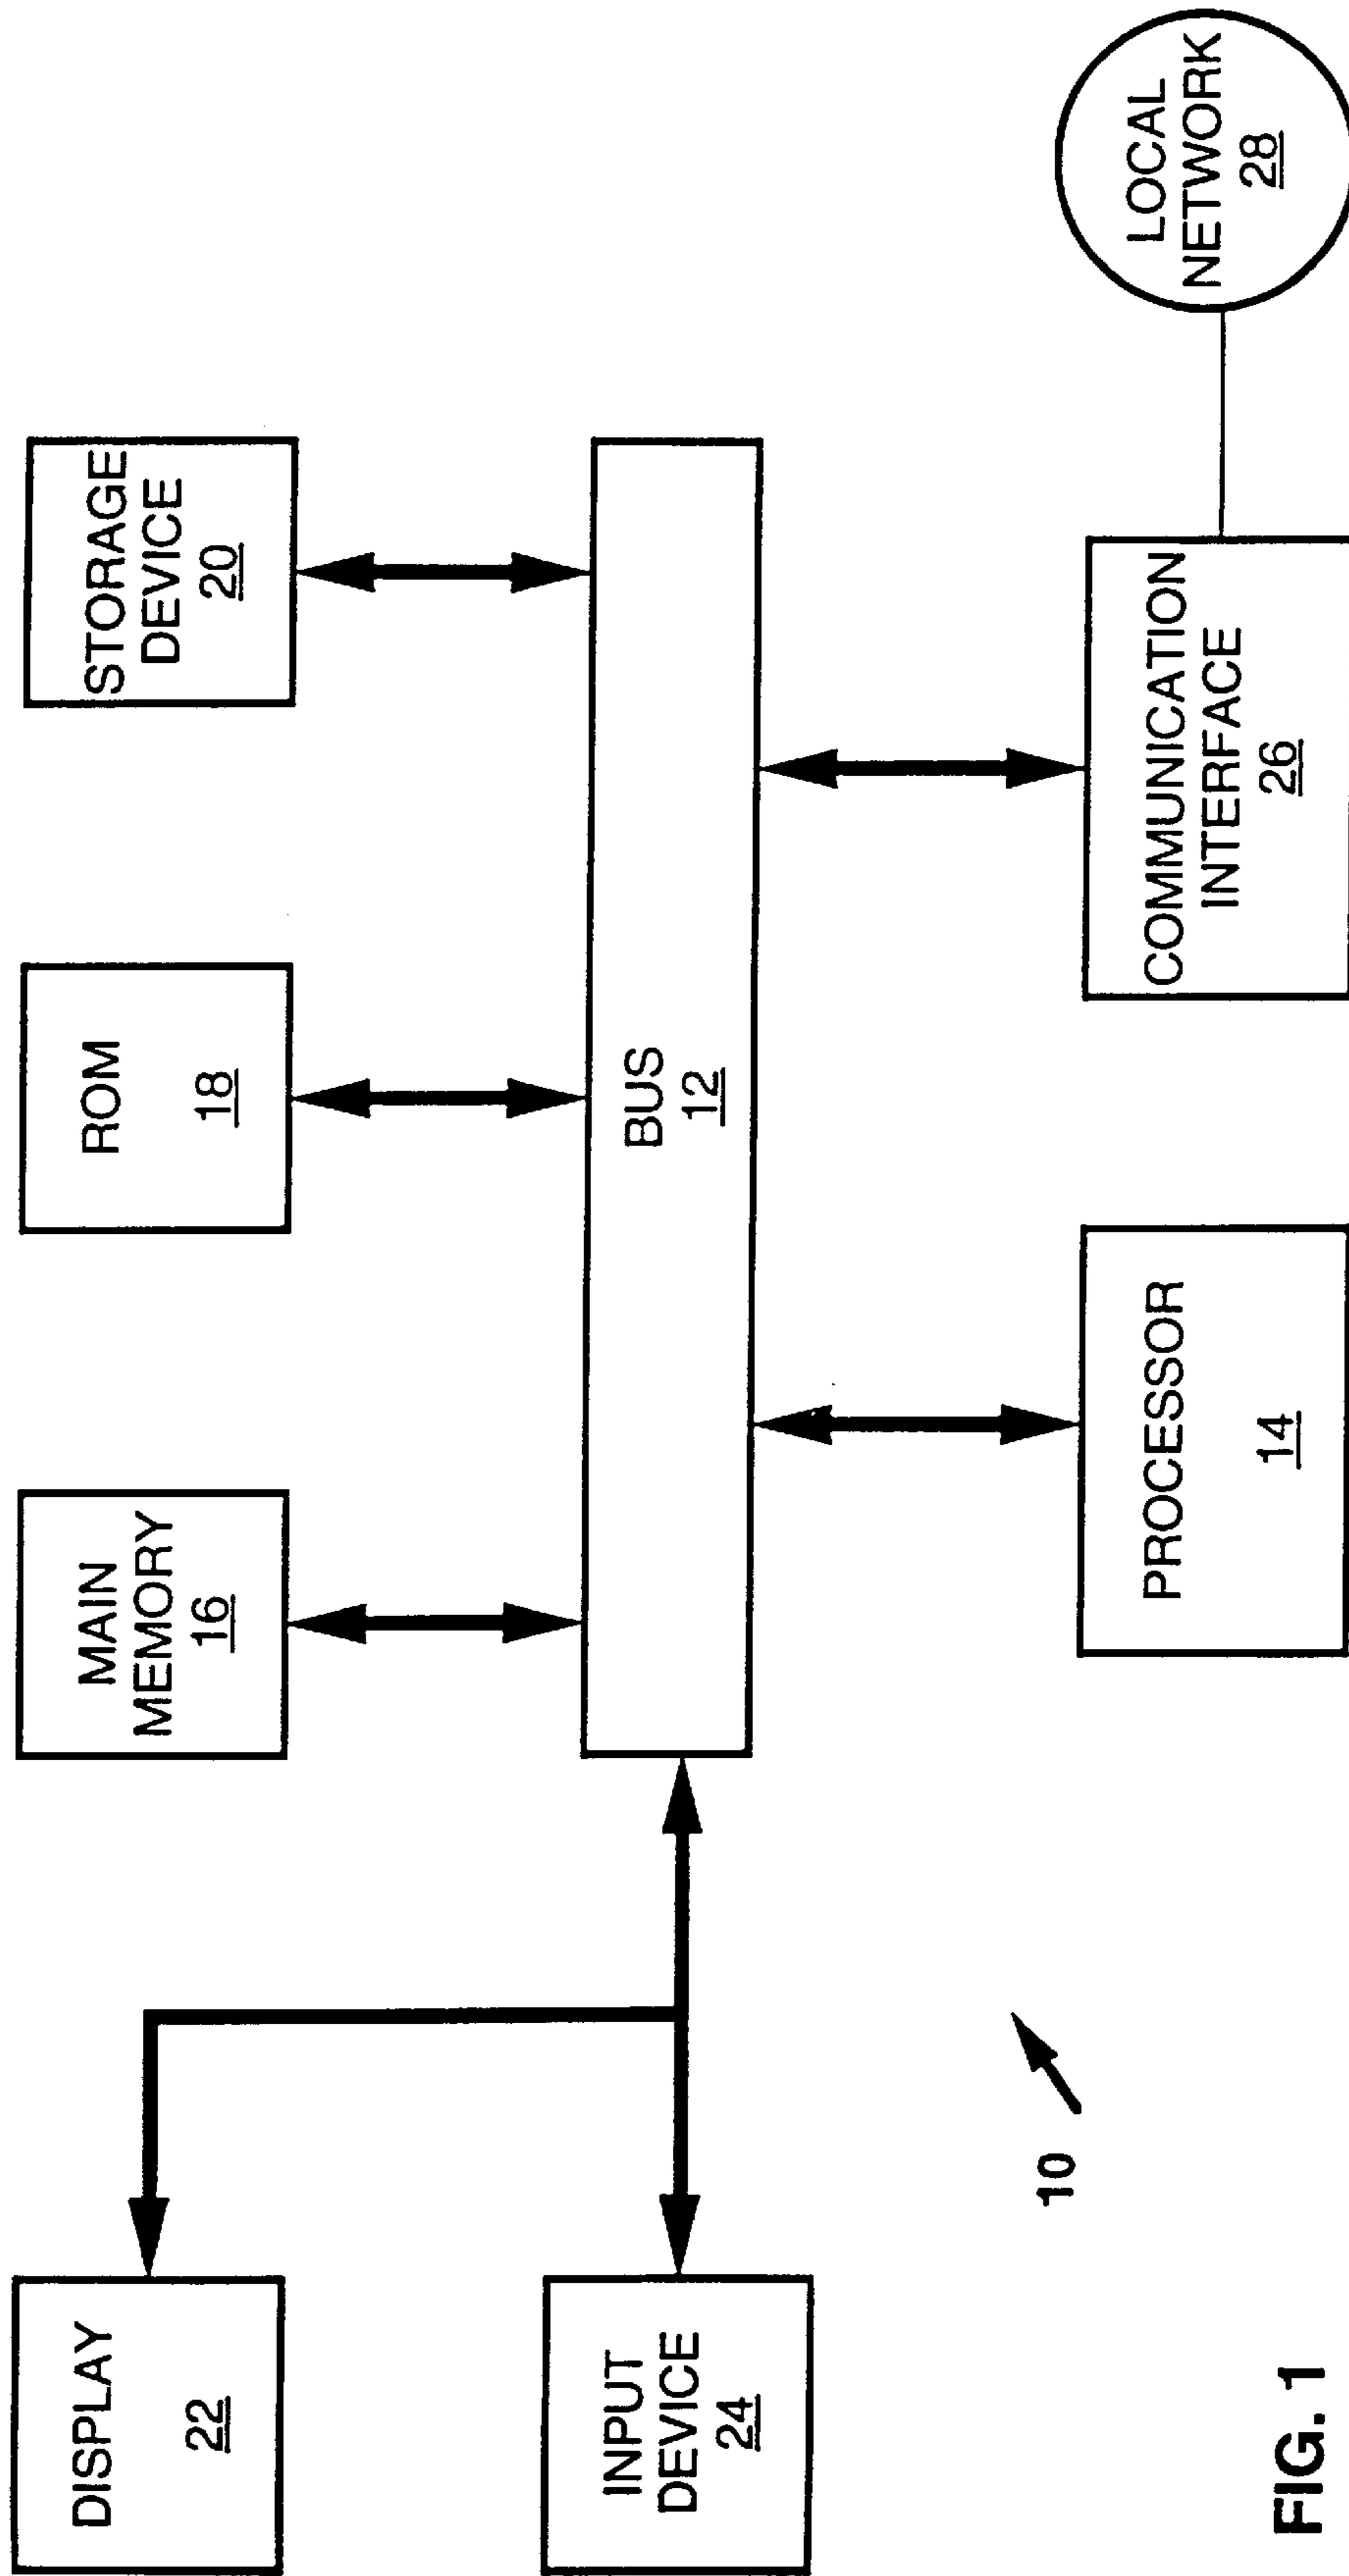 DISPLAY
22
MAIN
MEMORY
16
ROM
18
STORAGE
DEVICE
20
INPUT
DEVICE
24
BUS
12
10
PROCESSOR
14
COMMUNICATION
INTERFACE
26
LOCAL
NETWORK
28
FIG. 1